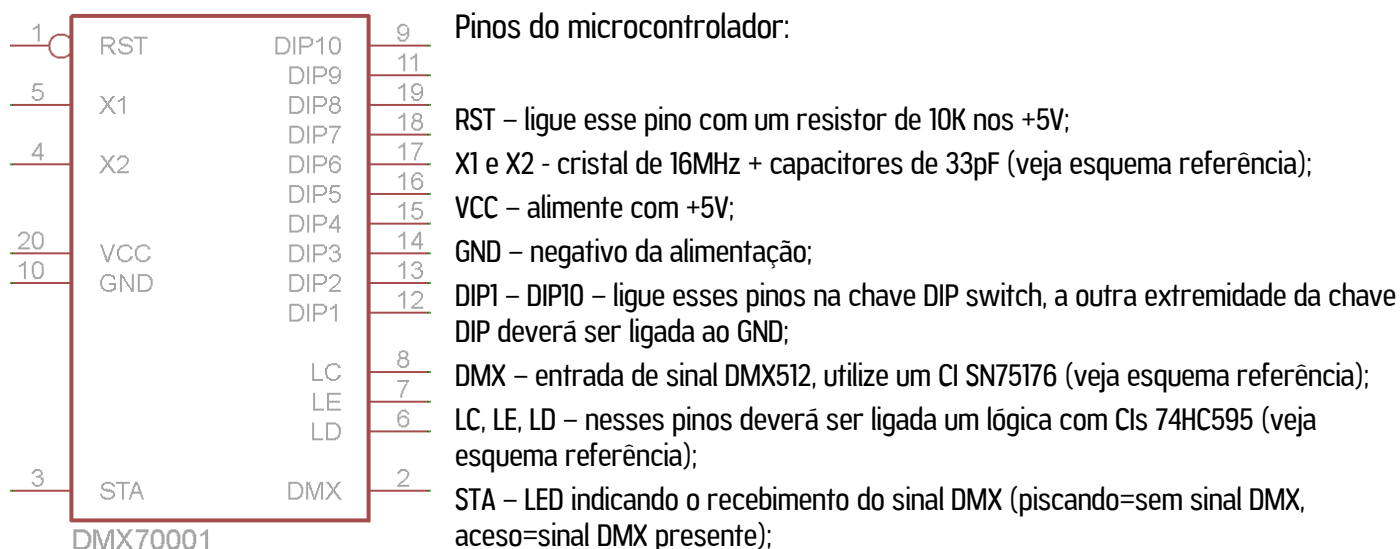 Pinos do microcontrolador:
RST – ligue esse pino com um resistor de 10K nos +5V;
X1 e X2 - cristal de 16MHz + capacitores de 33pF (veja esquema referência);
VCC – alimente com +5V;
GND – negativo da alimentação;
DIP1 – DIP10 – ligue esses pinos na chave DIP switch, a outra extremidade da chave
DIP deverá ser ligada ao GND;
DMX – entrada de sinal DMX512, utilize um CI SN75176 (veja esquema referência);
LC, LE, LD – nesses pinos deverá ser ligada um lógica com CIs 74HC595 (veja
esquema referência);
STA – LED indicando o recebimento do sinal DMX (piscando=sem sinal DMX,
aceso=sinal DMX presente);
1 RST DIP10 9
DIP9 11
5 X1 DIP8 19
DIP7 18
4 X2 DIP6 17
DIP5 16
DIP4 15
20 VCC DIP3 14
10 GND DIP2 13
DIP1 12
LC 8
LE 7
LD 6
3 STA DMX 2
DMX70001